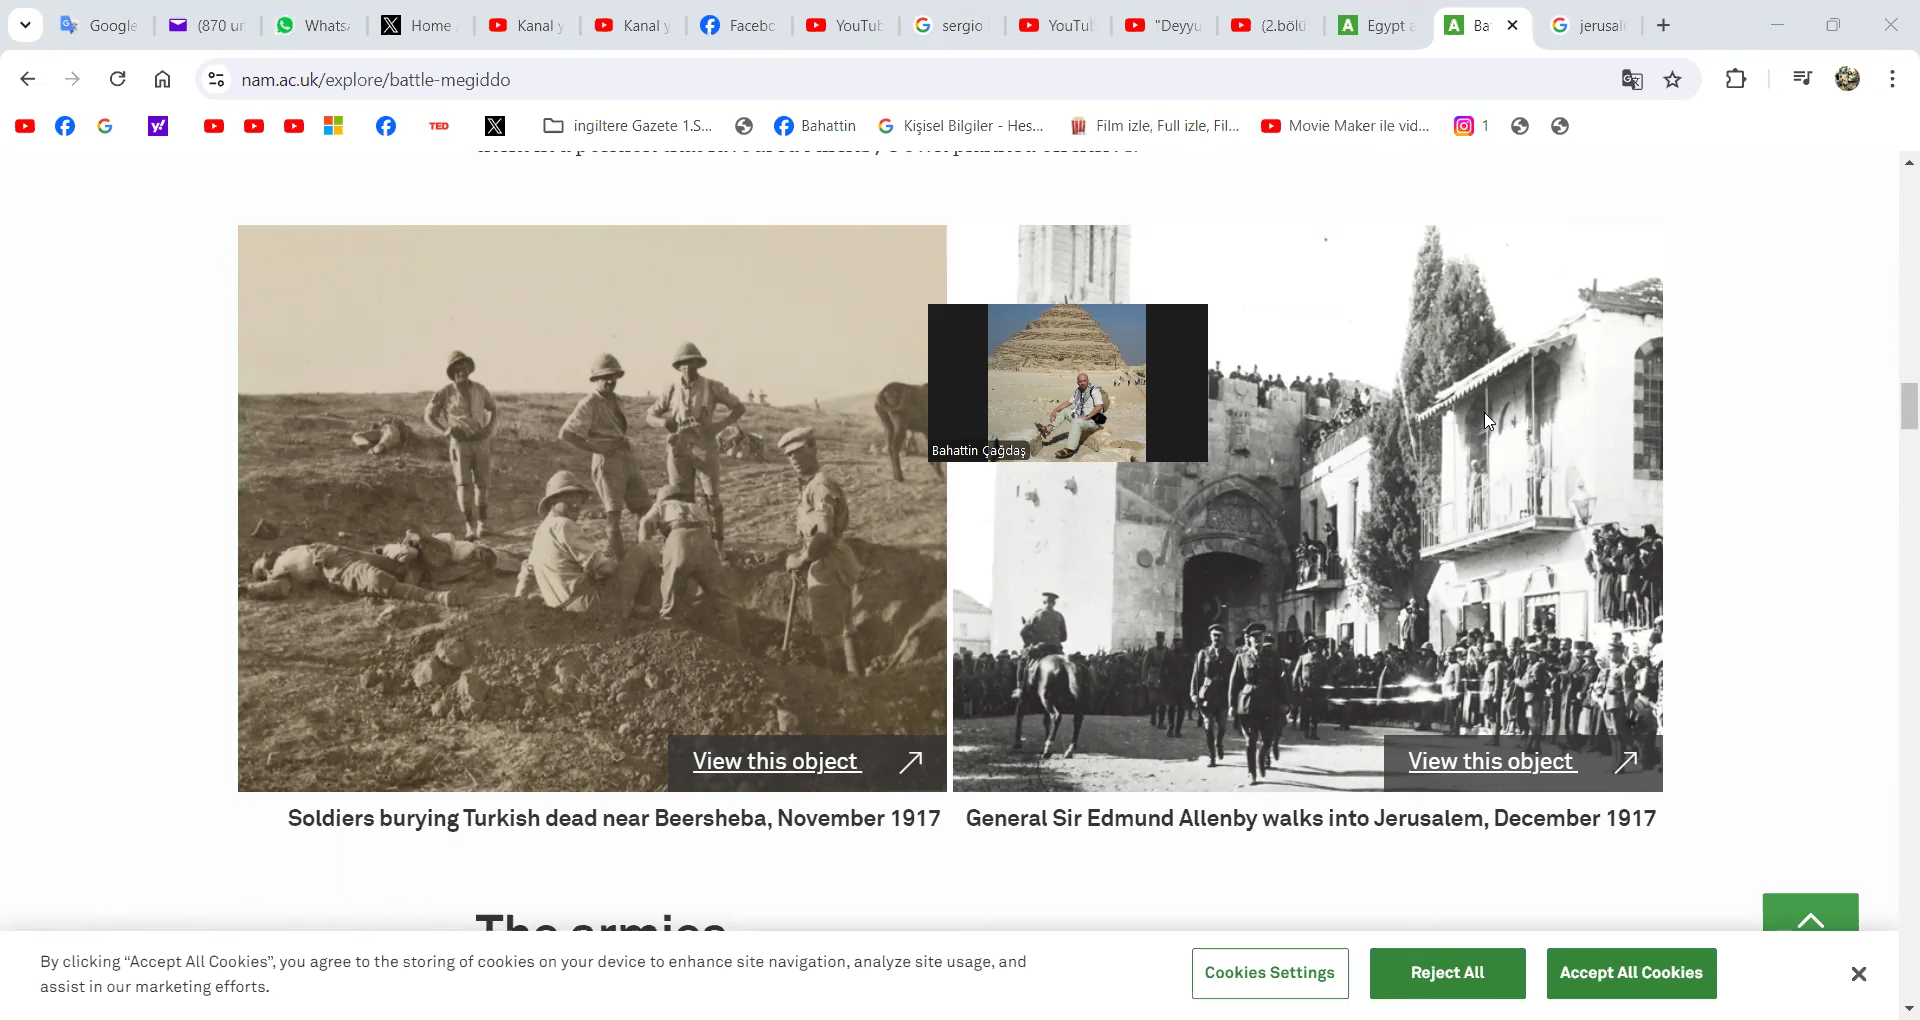 Google
(870 ur
Whats
Home
Kanal y
Kanal y
Facebo
YouTub
sergio
YouTu
"Deyyu
(2.bölü
Egypt a
Ba
jerusal
nam.ac.uk/explore/battle-megiddo
y!
TED
X
ingiltere Gazete 1.S...
Bahattin
Kişisel Bilgiler - Hes...
Film izle, Full izle, Fil...
Movie Maker ile vid...
1
Bahattin Çağdaş
View this object
View this object
Soldiers burying Turkish dead near Beersheba, November 1917
General Sir Edmund Allenby walks into Jerusalem, December 1917
The armies
By clicking “Accept All Cookies”, you agree to the storing of cookies on your device to enhance site navigation, analyze site usage, and
assist in our marketing efforts.
Cookies Settings
Reject All
Accept All Cookies